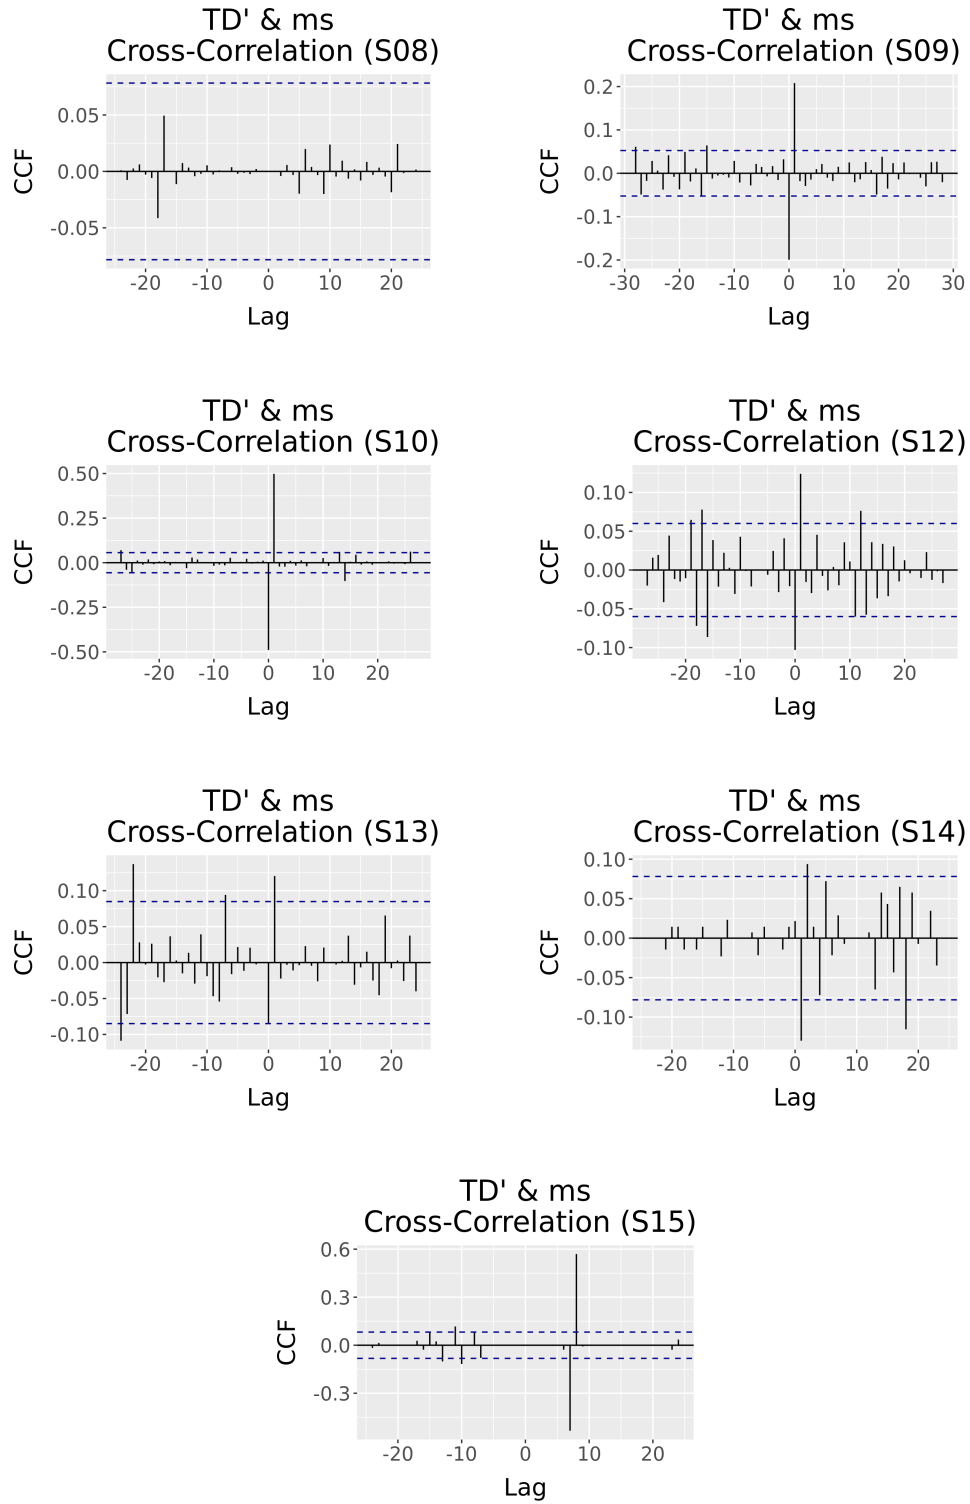 TD' & ms
Cross-Correlation (S08)
CCF
0.05
0.00
-0.05
-20 -10 0 10 20
Lag
TD' & ms
Cross-Correlation (S09)
CCF
0.2
0.1
0.0
-0.1
-0.2
-30 -20 -10 0 10 20 30
Lag
TD' & ms
Cross-Correlation (S10)
CCF
0.50
0.25
0.00
-0.25
-0.50
-20 -10 0 10 20
Lag
TD' & ms
Cross-Correlation (S12)
CCF
0.10
0.05
0.00
-0.05
-0.10
-20 -10 0 10 20
Lag
TD' & ms
Cross-Correlation (S13)
CCF
0.10
0.05
0.00
-0.05
-0.10
-20 -10 0 10 20
Lag
TD' & ms
Cross-Correlation (S14)
CCF
0.10
0.05
0.00
-0.05
-0.10
-20 -10 0 10 20
Lag
TD' & ms
Cross-Correlation (S15)
CCF
0.6
0.3
0.0
-0.3
-20 -10 0 10 20
Lag